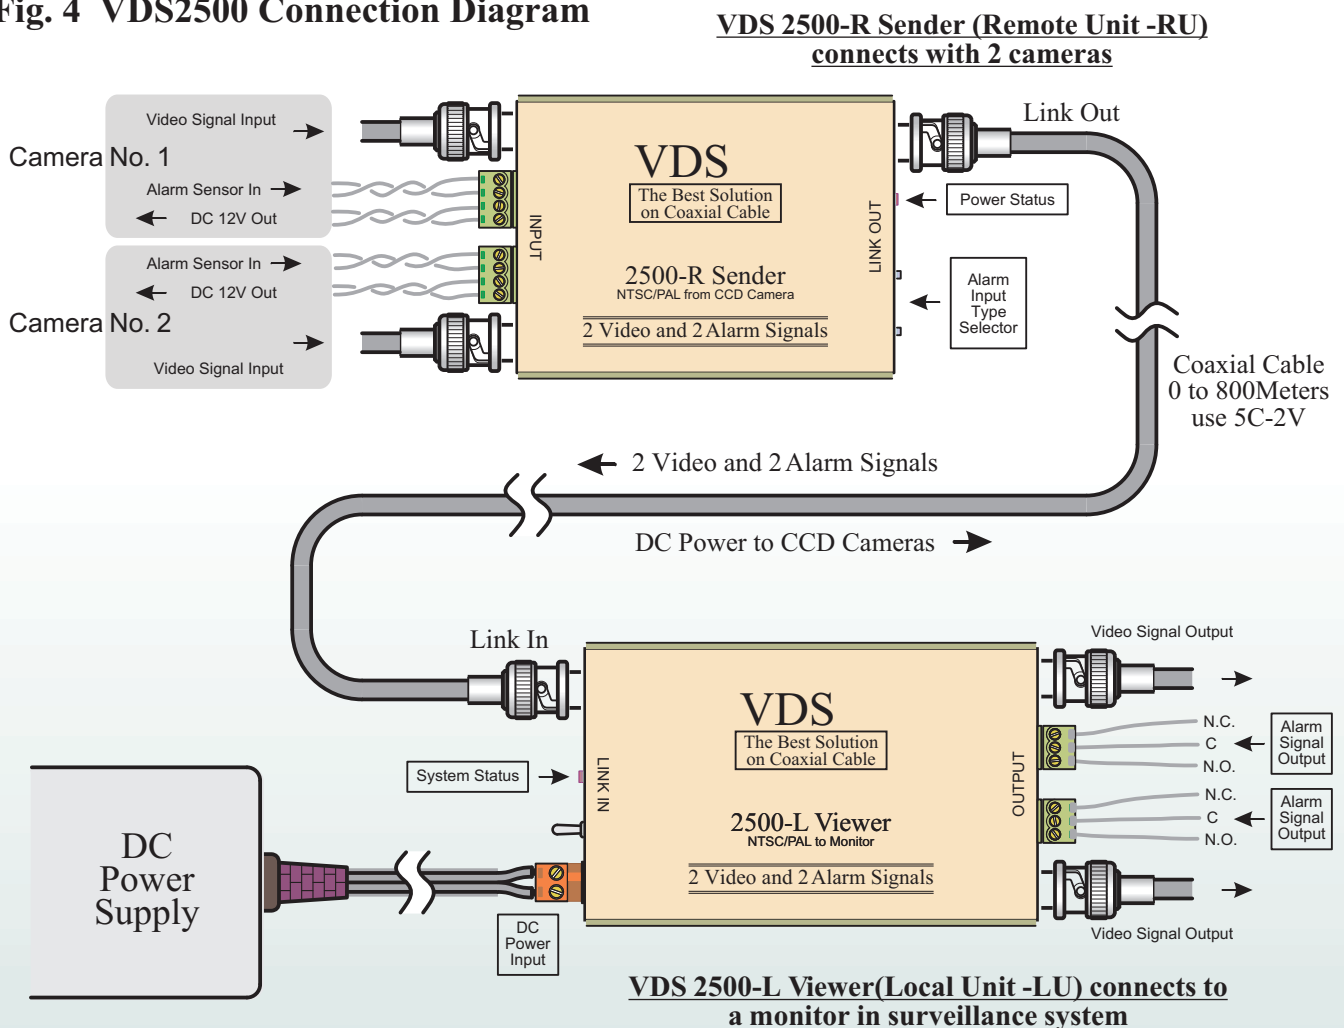 Fig. 4 VDS2500 Connection Diagram
VDS 2500-R Sender (Remote Unit -RU)
connects with 2 cameras
Video Signal Input
Camera No. 1
Alarm Sensor In
DC 12V Out
Alarm Sensor In
DC 12V Out
Camera No. 2
Video Signal Input
INPUT
VDS
The Best Solution
on Coaxial Cable
2500-R Sender
NTSC/PAL from CCD Camera
2 Video and 2 Alarm Signals
LINK OUT
Link Out
Power Status
Alarm
Input
Type
Selector
Coaxial Cable
0 to 800Meters
use 5C-2V
2 Video and 2 Alarm Signals
DC Power to CCD Cameras
Link In
System Status
DC
Power
Supply
DC
Power
Input
LINK IN
VDS
The Best Solution
on Coaxial Cable
2500-L Viewer
NTSC/PAL to Monitor
2 Video and 2 Alarm Signals
OUTPUT
Video Signal Output
N.C.
C
N.O.
Alarm
Signal
Output
N.C.
C
N.O.
Alarm
Signal
Output
Video Signal Output
VDS 2500-L Viewer(Local Unit -LU) connects to
a monitor in surveillance system